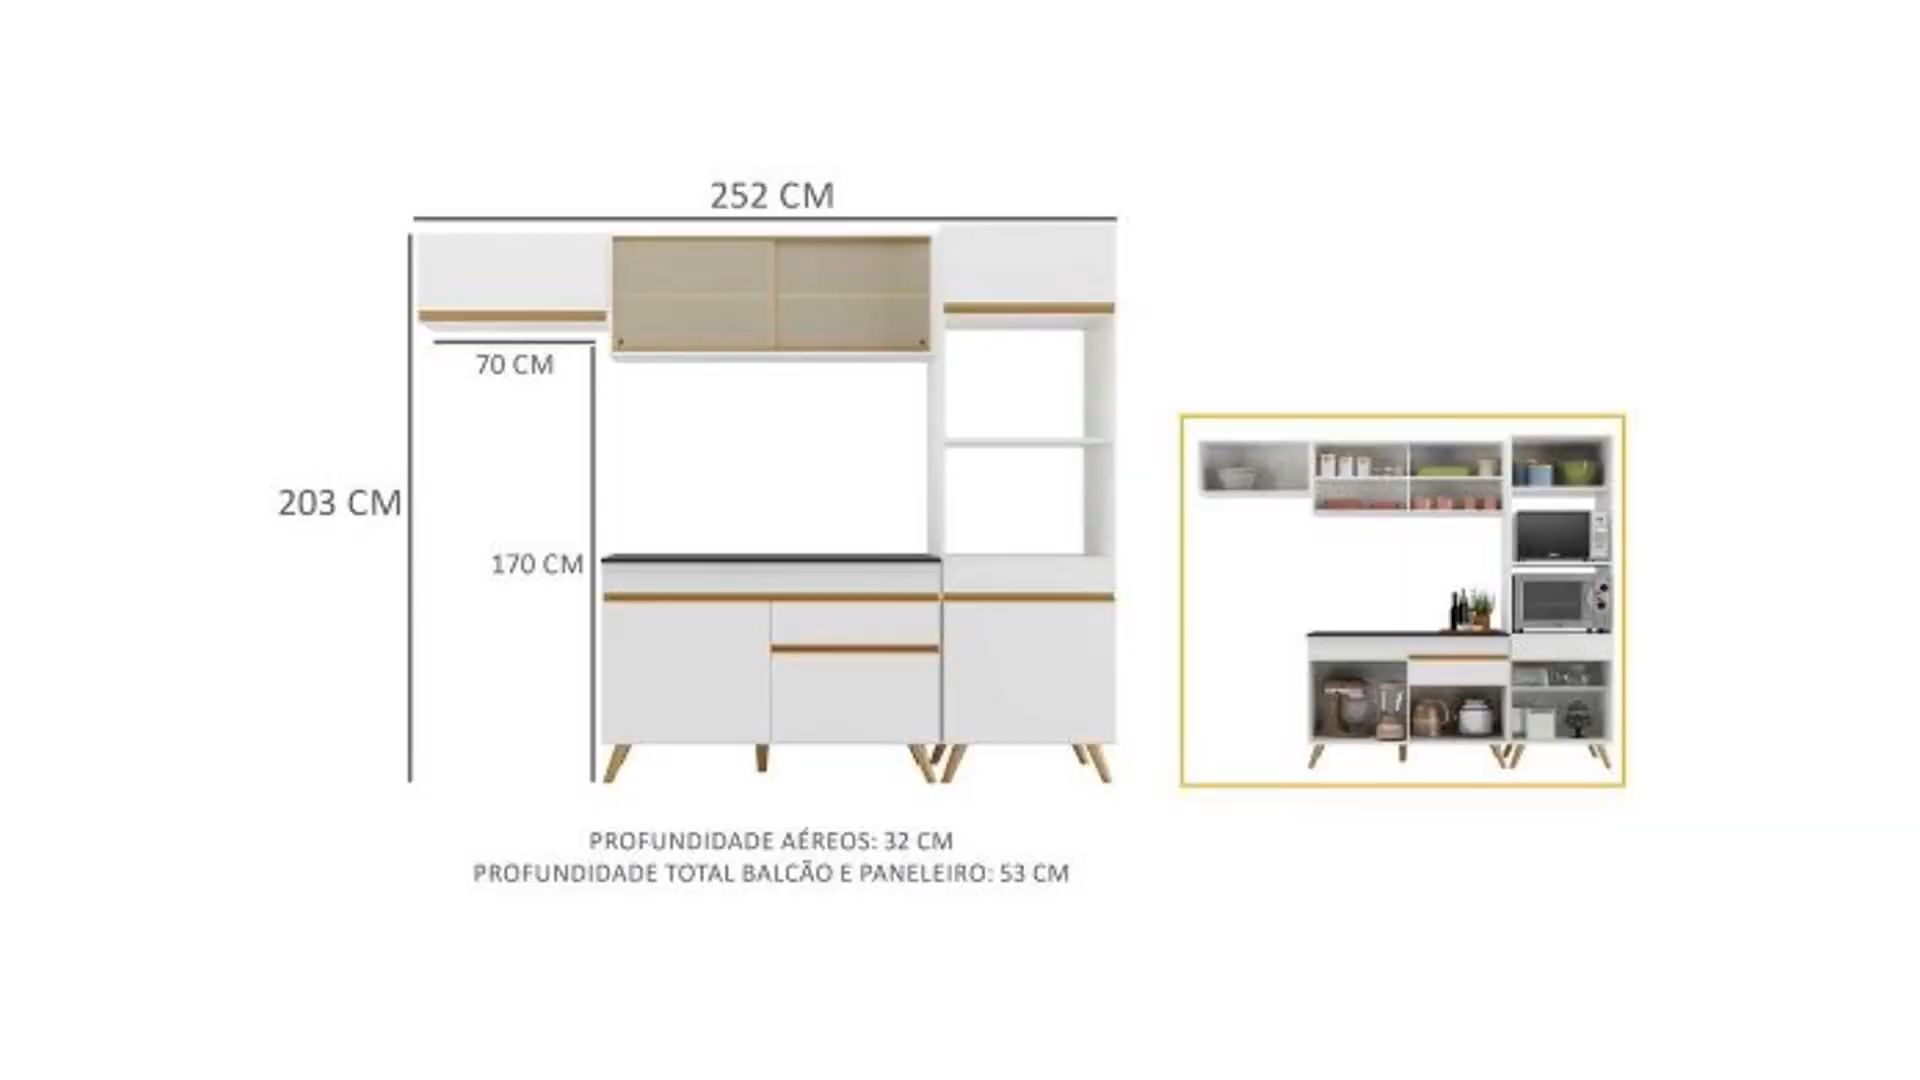 252 CM
70 CM
203 CM
170 CM
PROFUNDIDADE AÉREOS: 32 CM
PROFUNDIDADE TOTAL BALCÃO E PANELEIRO: 53 CM